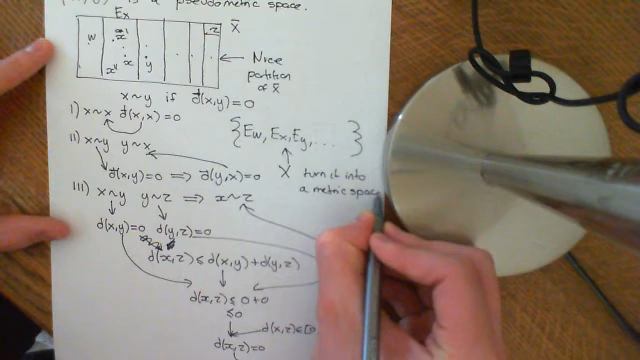 is a pseudometric space.
Ex
w x' x x" y z X̄
Nice
partition
of X̄
x~y if d̄(x,y)=0
I) x~x d̄(x,x)=0
{Ew, Ex, Ey, ... }
II) x~y y~x
d̄(x,y)=0 ⟹ d̄(y,x)=0
X turn it into
a metric space
III) x~y y~z ⟹ x~z
d̄(x,y)=0 d̄(y,z)=0
d̄(x,z) ≤ d̄(x,y)+d̄(y,z)
d̄(x,z) ≤ 0+0
≤0
d̄(x,z)∈[0
d̄(x,z)=0